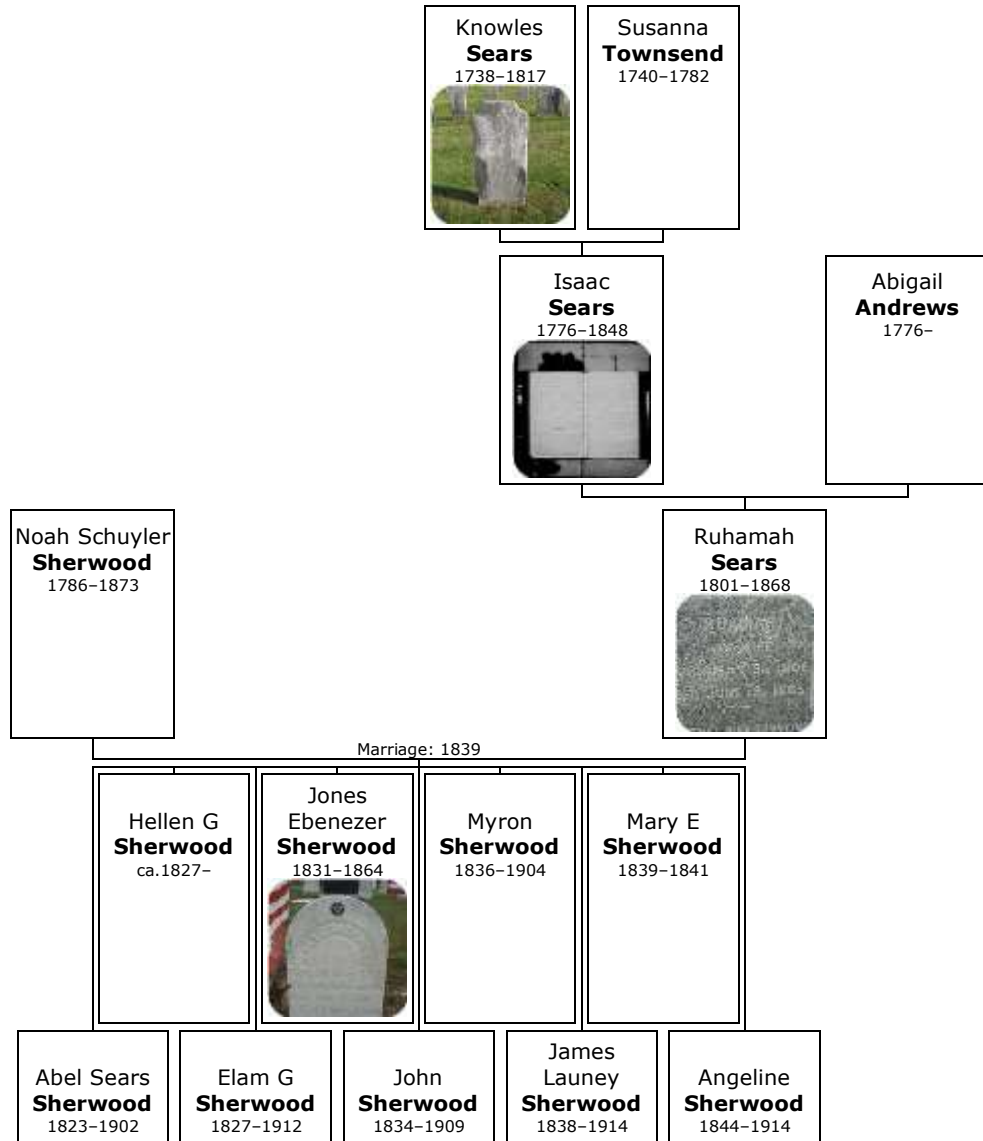 Knowles
Sears
1738–1817
Susanna
Townsend
1740–1782
Isaac
Sears
1776–1848
Abigail
Andrews
1776–
Noah Schuyler
Sherwood
1786–1873
Ruhamah
Sears
1801–1868
Marriage: 1839
Hellen G
Sherwood
ca.1827–
Jones
Ebenezer
Sherwood
1831–1864
Myron
Sherwood
1836–1904
Mary E
Sherwood
1839–1841
Abel Sears
Sherwood
1823–1902
Elam G
Sherwood
1827–1912
John
Sherwood
1834–1909
James
Launey
Sherwood
1838–1914
Angeline
Sherwood
1844–1914